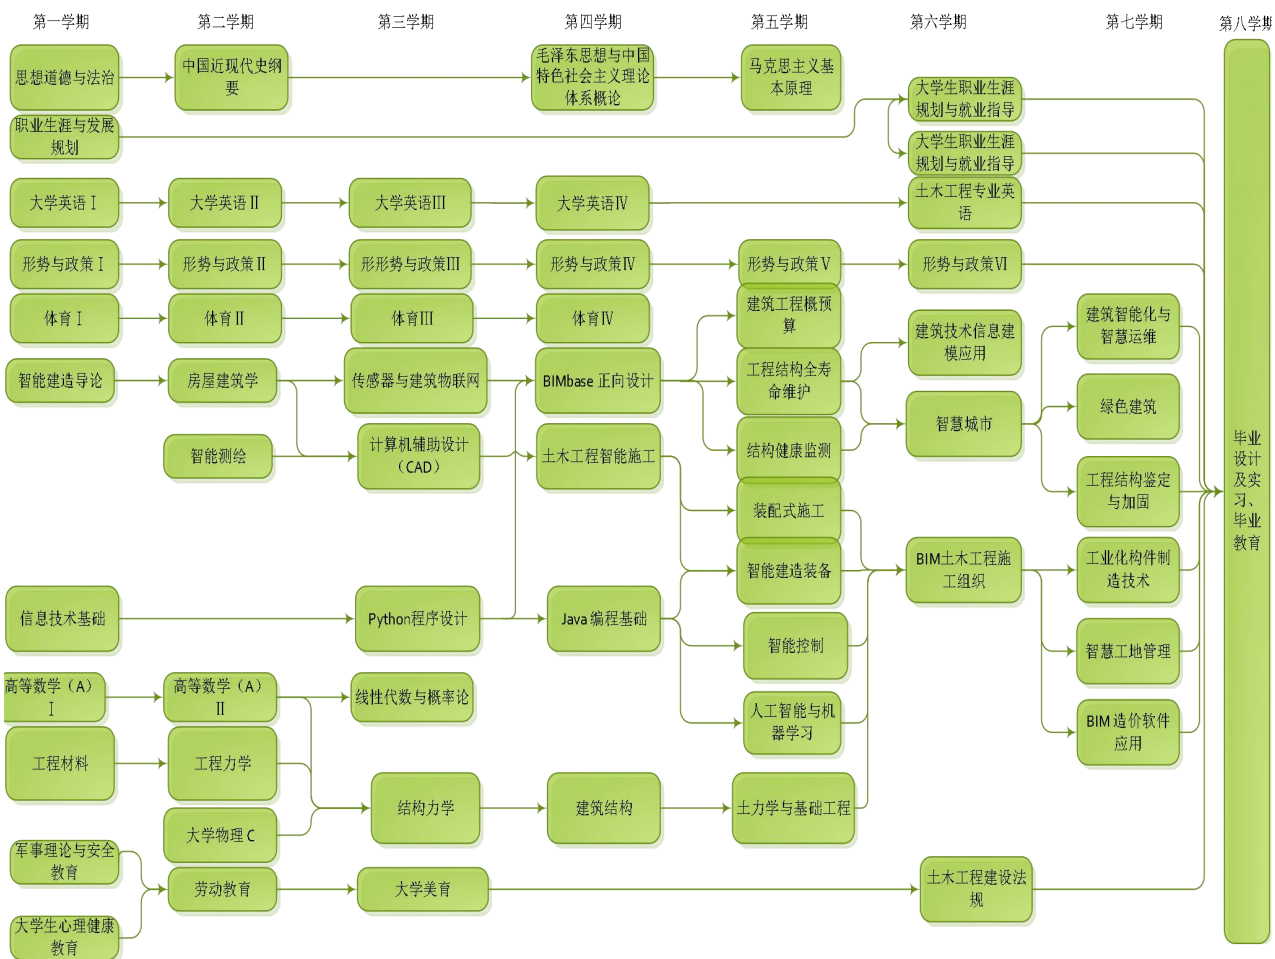 第一学期
第二学期
第三学期
第四学期
第五学期
第六学期
第七学期
第八学期
思想道德与法治
中国近现代史纲
要
毛泽东思想与中国
特色社会主义理论
体系概论
马克思主义基
本原理
大学生职业生涯
规划与就业指导
职业生涯与发展
规划
大学生职业生涯
规划与就业指导
大学英语Ⅰ
大学英语Ⅱ
大学英语Ⅲ
大学英语Ⅳ
土木工程专业英
语
形势与政策Ⅰ
形势与政策Ⅱ
形形势与政策Ⅲ
形势与政策Ⅳ
形势与政策Ⅴ
形势与政策Ⅵ
体育Ⅰ
体育Ⅱ
体育Ⅲ
体育Ⅳ
建筑工程概预
算
建筑技术信息建
模应用
建筑智能化与
智慧运维
智能建造导论
房屋建筑学
传感器与建筑物联网
BIMbase 正向设计
工程结构全寿
命维护
智慧城市
绿色建筑
智能测绘
计算机辅助设计
（CAD）
土木工程智能施工
结构健康监测
工程结构鉴定
与加固
装配式施工
智能建造装备
BIM土木工程施
工组织
工业化构件制
造技术
信息技术基础
Python程序设计
Java 编程基础
智能控制
智慧工地管理
高等数学（A）
Ⅰ
高等数学（A）
Ⅱ
线性代数与概率论
人工智能与机
器学习
BIM 造价软件
应用
工程材料
工程力学
结构力学
建筑结构
土力学与基础工程
大学物理 C
军事理论与安全
教育
劳动教育
大学美育
土木工程建设法
规
大学生心理健康
教育
毕业
设计
及实
习、
毕业
教育